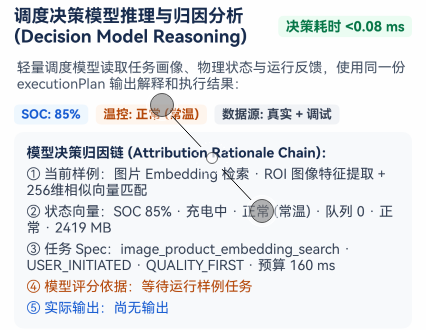 调度决策模型推理与归因分析
(Decision Model Reasoning)
决策耗时 <0.08 ms
轻量调度模型读取任务画像、物理状态与运行反馈，使用同一份
executionPlan 输出解释和执行结果：
SOC: 85%
温控: 正常 (常温)
数据源: 真实 + 调试
模型决策归因链 (Attribution Rationale Chain)：
① 当前样例：图片 Embedding 检索 · ROI 图像特征提取 +
256维相似向量匹配
② 状态向量：SOC 85% · 充电中 · 正常 (常温) · 队列 0 · 正
常 · 2419 MB
③ 任务 Spec：image_product_embedding_search ·
USER_INITIATED · QUALITY_FIRST · 预算 160 ms
④ 模型评分依据：等待运行样例任务
⑤ 实际输出：尚无输出